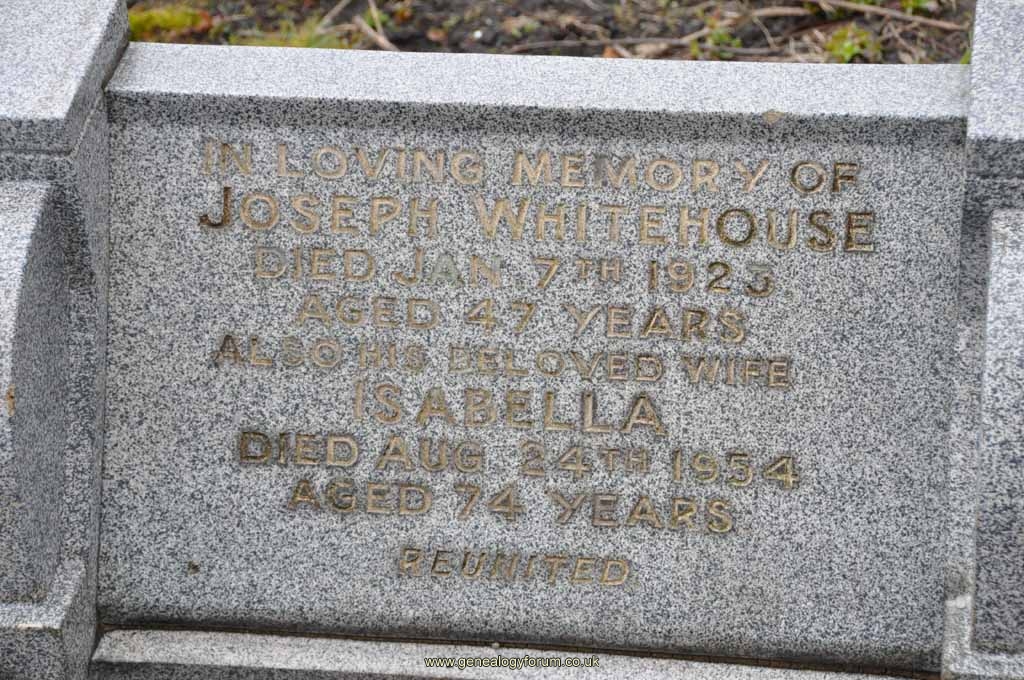 IN LOVING MEMORY OF
JOSEPH WHITEHOUSE
DIED JAN 7TH 1923
AGED 47 YEARS
ALSO HIS BELOVED WIFE
ISABELLA
DIED AUG 24TH 1954
AGED 74 YEARS
REUNITED
www.genealogyforum.co.uk